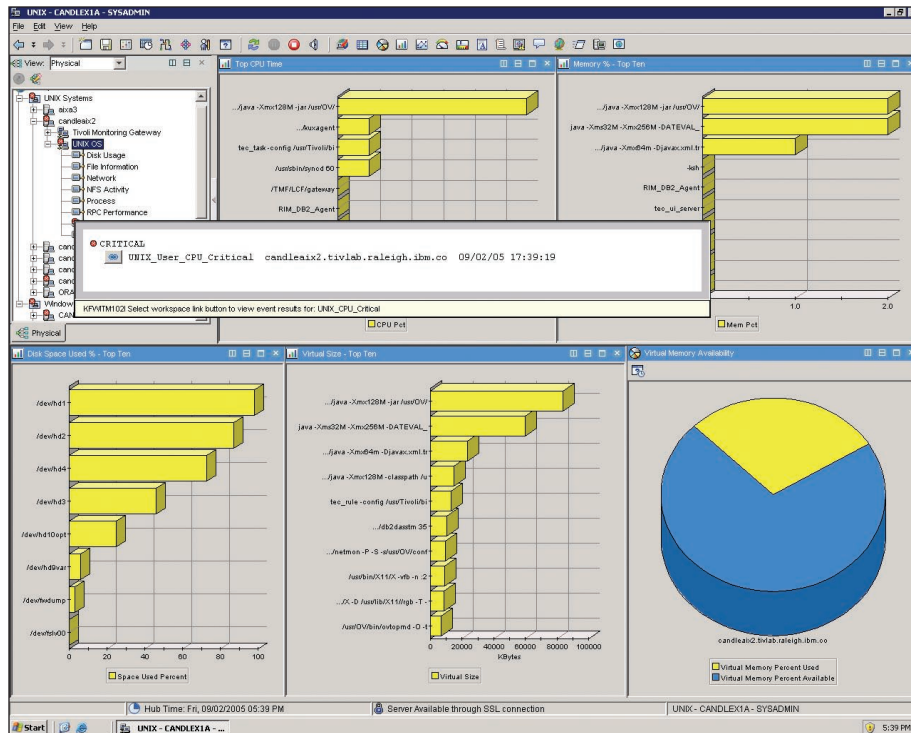 UNIX - CANDLEX1A - SYSADMIN
File Edit View Help
View: Physical
UNIX Systems
aixa3
candleaix2
Tivoli Monitoring Gateway
UNIX OS
Disk Usage
File Information
Network
NFS Activity
Process
RPC Performance
cand
cand
cand
cand
ORA
Window
CAN
Physical
Top CPU Time
.../java -Xmx128M -jar /usr/OV/
...Auxagent
tec_task -config /usr/Tivoli/bi
/usr/sbin/syncd 60
/TMF/LCF/gateway
RIM_DB2_Agent
CPU Pct
Memory % - Top Ten
.../java -Xmx128M -jar /usr/OV/
java -Xms32M -Xmx256M -DATEVAL_
.../java -Xmx64m -Djavax.xml.tr
-ksh
RIM_DB2_Agent
tec_ui_server
1.0 2.0
Mem Pct
CRITICAL
UNIX_User_CPU_Critical candleaix2.tivlab.raleigh.ibm.co 09/02/05 17:39:19
KFWITM102I Select workspace link button to view event results for: UNIX_CPU_Critical
Disk Space Used % - Top Ten
/dev/hd1
/dev/hd2
/dev/hd4
/dev/hd3
/dev/hd10opt
/dev/hd9var
/dev/fwdump
/dev/fslv00
0 20 40 60 80 100
Space Used Percent
Virtual Size - Top Ten
.../java -Xmx128M -jar /usr/OV/
java -Xms32M -Xmx256M -DATEVAL_
.../java -Xmx64m -Djavax.xml.tr
.../java -Xmx128M -classpath /u
tec_rule -config /usr/Tivoli/bi
.../db2dasstm 35
.../netmon -P -S -s/usr/OV/conf
/usr/bin/X11/X -vfb -n :2
.../X -D /usr/lib/X11//rgb -T -
/usr/OV/bin/ovtopmd -O -t
0 20000 40000 60000 80000 100000
KBytes
Virtual Size
Virtual Memory Availability
candleaix2.tivlab.raleigh.ibm.co
Virtual Memory Percent Used
Virtual Memory Percent Available
Hub Time: Fri, 09/02/2005 05:39 PM
Server Available through SSL connection
UNIX - CANDLEX1A - SYSADMIN
Start
UNIX - CANDLEX1A - ...
5:39 PM